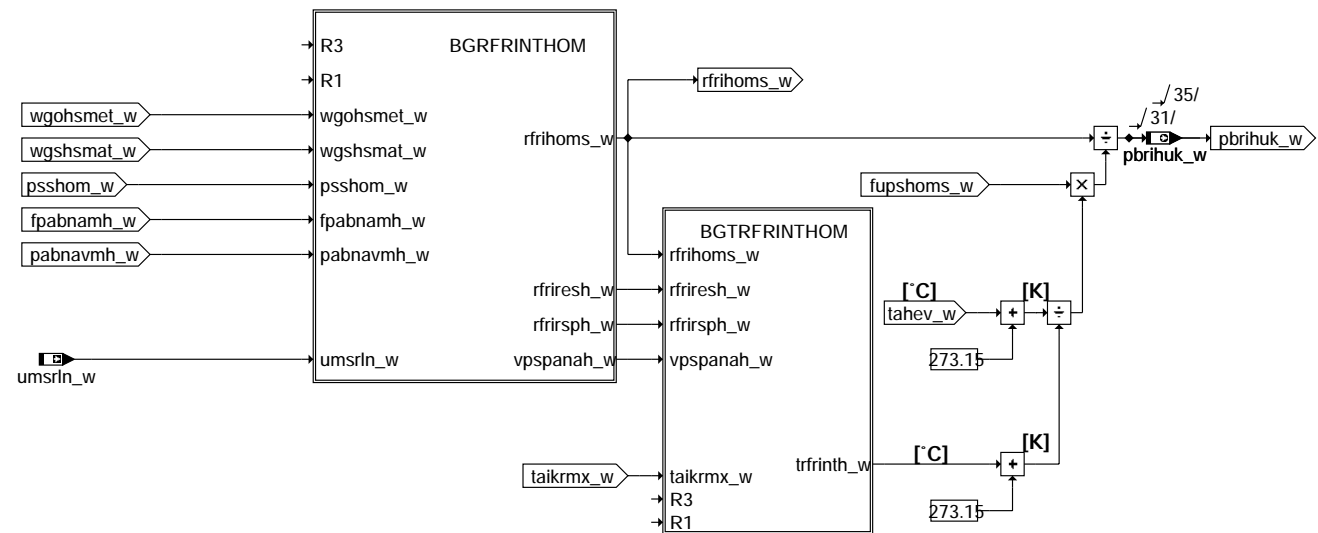 R3
BGRFRINTHOM
R1
wgohsmet_w
wgohsmet_w
wgshsmat_w
wgshsmat_w
psshom_w
psshom_w
fpabnamh_w
fpabnamh_w
pabnavmh_w
pabnavmh_w
rfrihoms_w
rfriresh_w
rfrirsph_w
vpspanah_w
umsrln_w
umsrln_w
rfrihoms_w
35/
31/
pbrihuk_w
pbrihuk_w
fupshoms_w
BGTRFRINTHOM
rfrihoms_w
rfriresh_w
rfrirsph_w
vpspanah_w
[°C]
[K]
tahev_w
+
÷
×
÷
273.15
trfrinth_w
[°C]
[K]
+
taikrmx_w
taikrmx_w
R3
R1
273.15